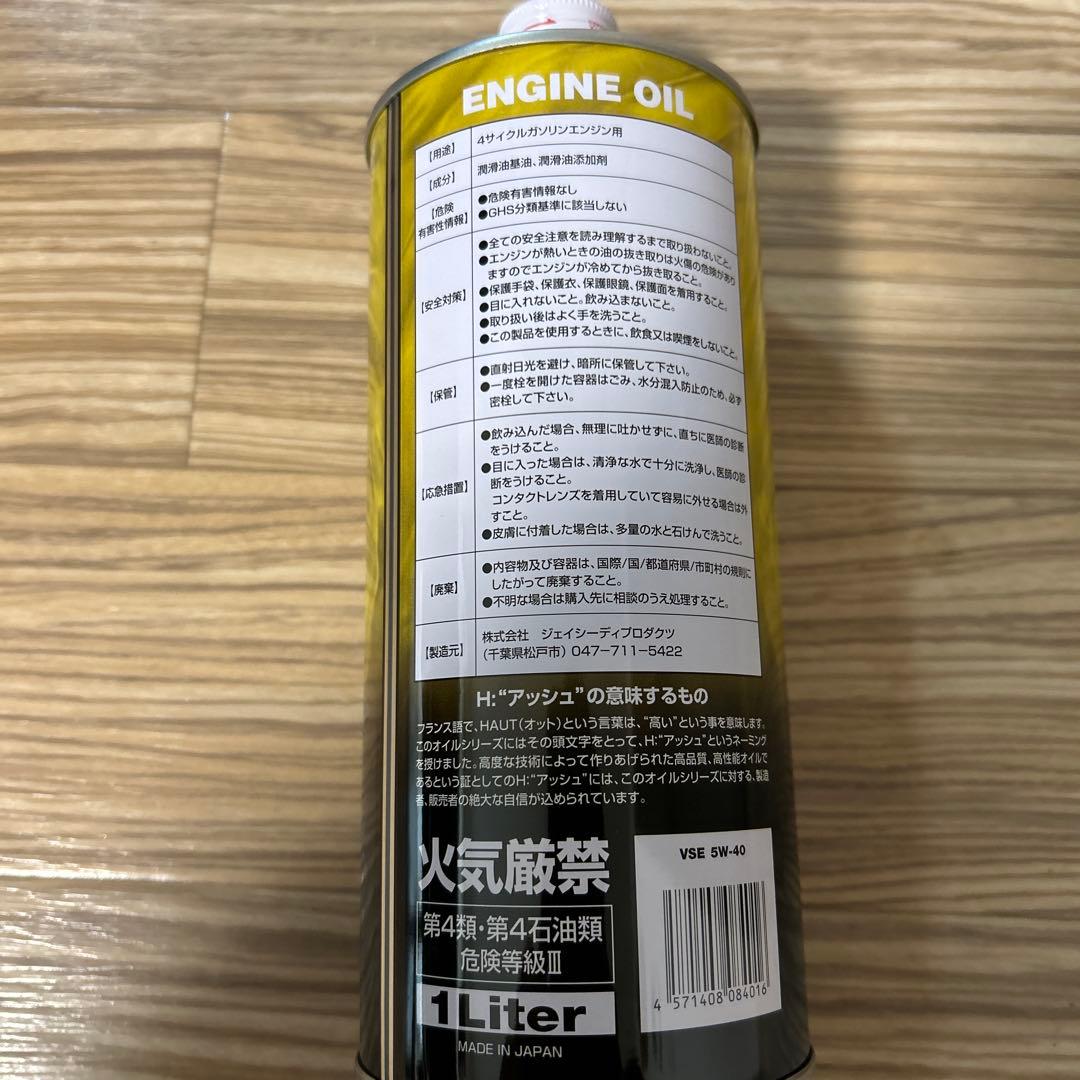 ENGINE OIL
【用途】
4サイクルガソリンエンジン用
【成分】
潤滑油基油、潤滑油添加剤
【危険
有害性情報】
●危険有害情報なし
●GHS分類基準に該当しない
【安全対策】
●全ての安全注意を読み理解するまで取り扱わないこと。
●エンジンが熱いときの油の抜き取りは火傷の危険があり
ますのでエンジンが冷めてから抜き取ること。
●保護手袋、保護衣、保護眼鏡、保護面を着用すること。
●目に入れないこと。飲み込まないこと。
●取り扱い後はよく手を洗うこと。
●この製品を使用するときに、飲食又は喫煙をしないこと。
【保管】
●直射日光を避け、暗所に保管して下さい。
●一度栓を開けた容器はごみ、水分混入防止のため、必ず
密栓して下さい。
【応急措置】
●飲み込んだ場合、無理に吐かせずに、直ちに医師の診断
をうけること。
●目に入った場合は、清浄な水で十分に洗浄し、医師の診
断をうけること。
コンタクトレンズを着用していて容易に外せる場合は外
すこと。
●皮膚に付着した場合は、多量の水と石けんで洗うこと。
【廃棄】
●内容物及び容器は、国際/国/都道府県/市町村の規則に
したがって廃棄すること。
●不明な場合は購入先に相談のうえ処理すること。
【製造元】
株式会社 ジェイシーディプロダクツ
(千葉県松戸市) 047-711-5422
H:“アッシュ”の意味するもの
フランス語で、HAUT(オット)という言葉は、“高い”という事を意味します。
このオイルシリーズにはその頭文字をとって、H:“アッシュ”というネーミング
を授けました。高度な技術によって作りあげられた高品質、高性能オイルで
あるという証としてのH:“アッシュ”には、このオイルシリーズに対する、製造
者、販売者の絶大な自信が込められています。
火気厳禁
第4類・第4石油類
危険等級Ⅲ
1Liter
MADE IN JAPAN
VSE 5W-40
4 571408 084016